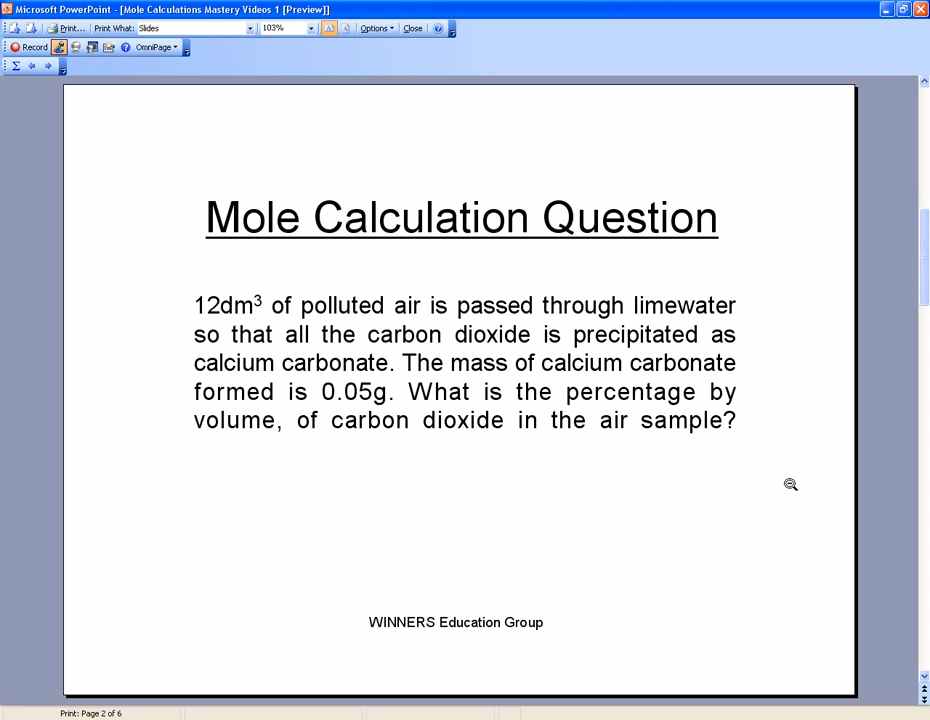 Microsoft PowerPoint - [Mole Calculations Mastery Videos 1 [Preview]]
Print... Print What: Slides 103% Options Close
Record OmniPage
Mole Calculation Question
12dm³ of polluted air is passed through limewater
so that all the carbon dioxide is precipitated as
calcium carbonate. The mass of calcium carbonate
formed is 0.05g. What is the percentage by
volume, of carbon dioxide in the air sample?
WINNERS Education Group
Print: Page 2 of 6